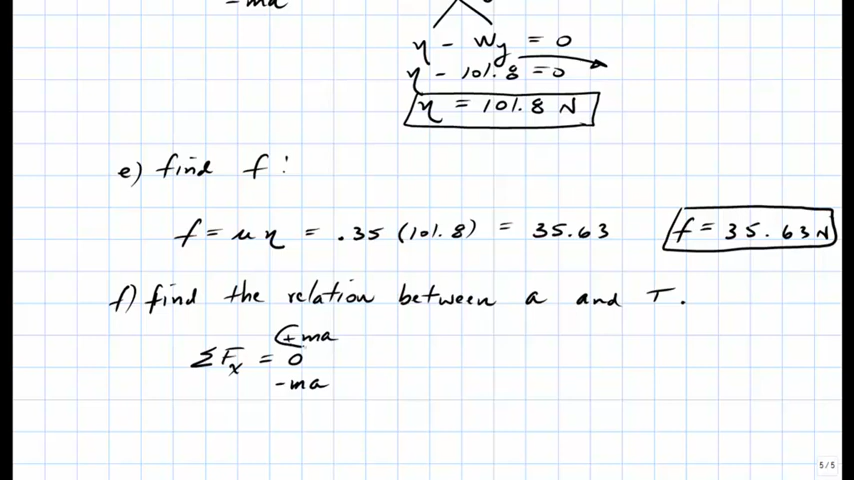 -ma
η - Wy = 0
η - 101.8 = 0
η = 101.8 N
e) find f :
f = μη = .35 (101.8) = 35.63 f = 35.63 N
f) find the relation between a and T.
+ma
ΣFx = 0
-ma
5/5